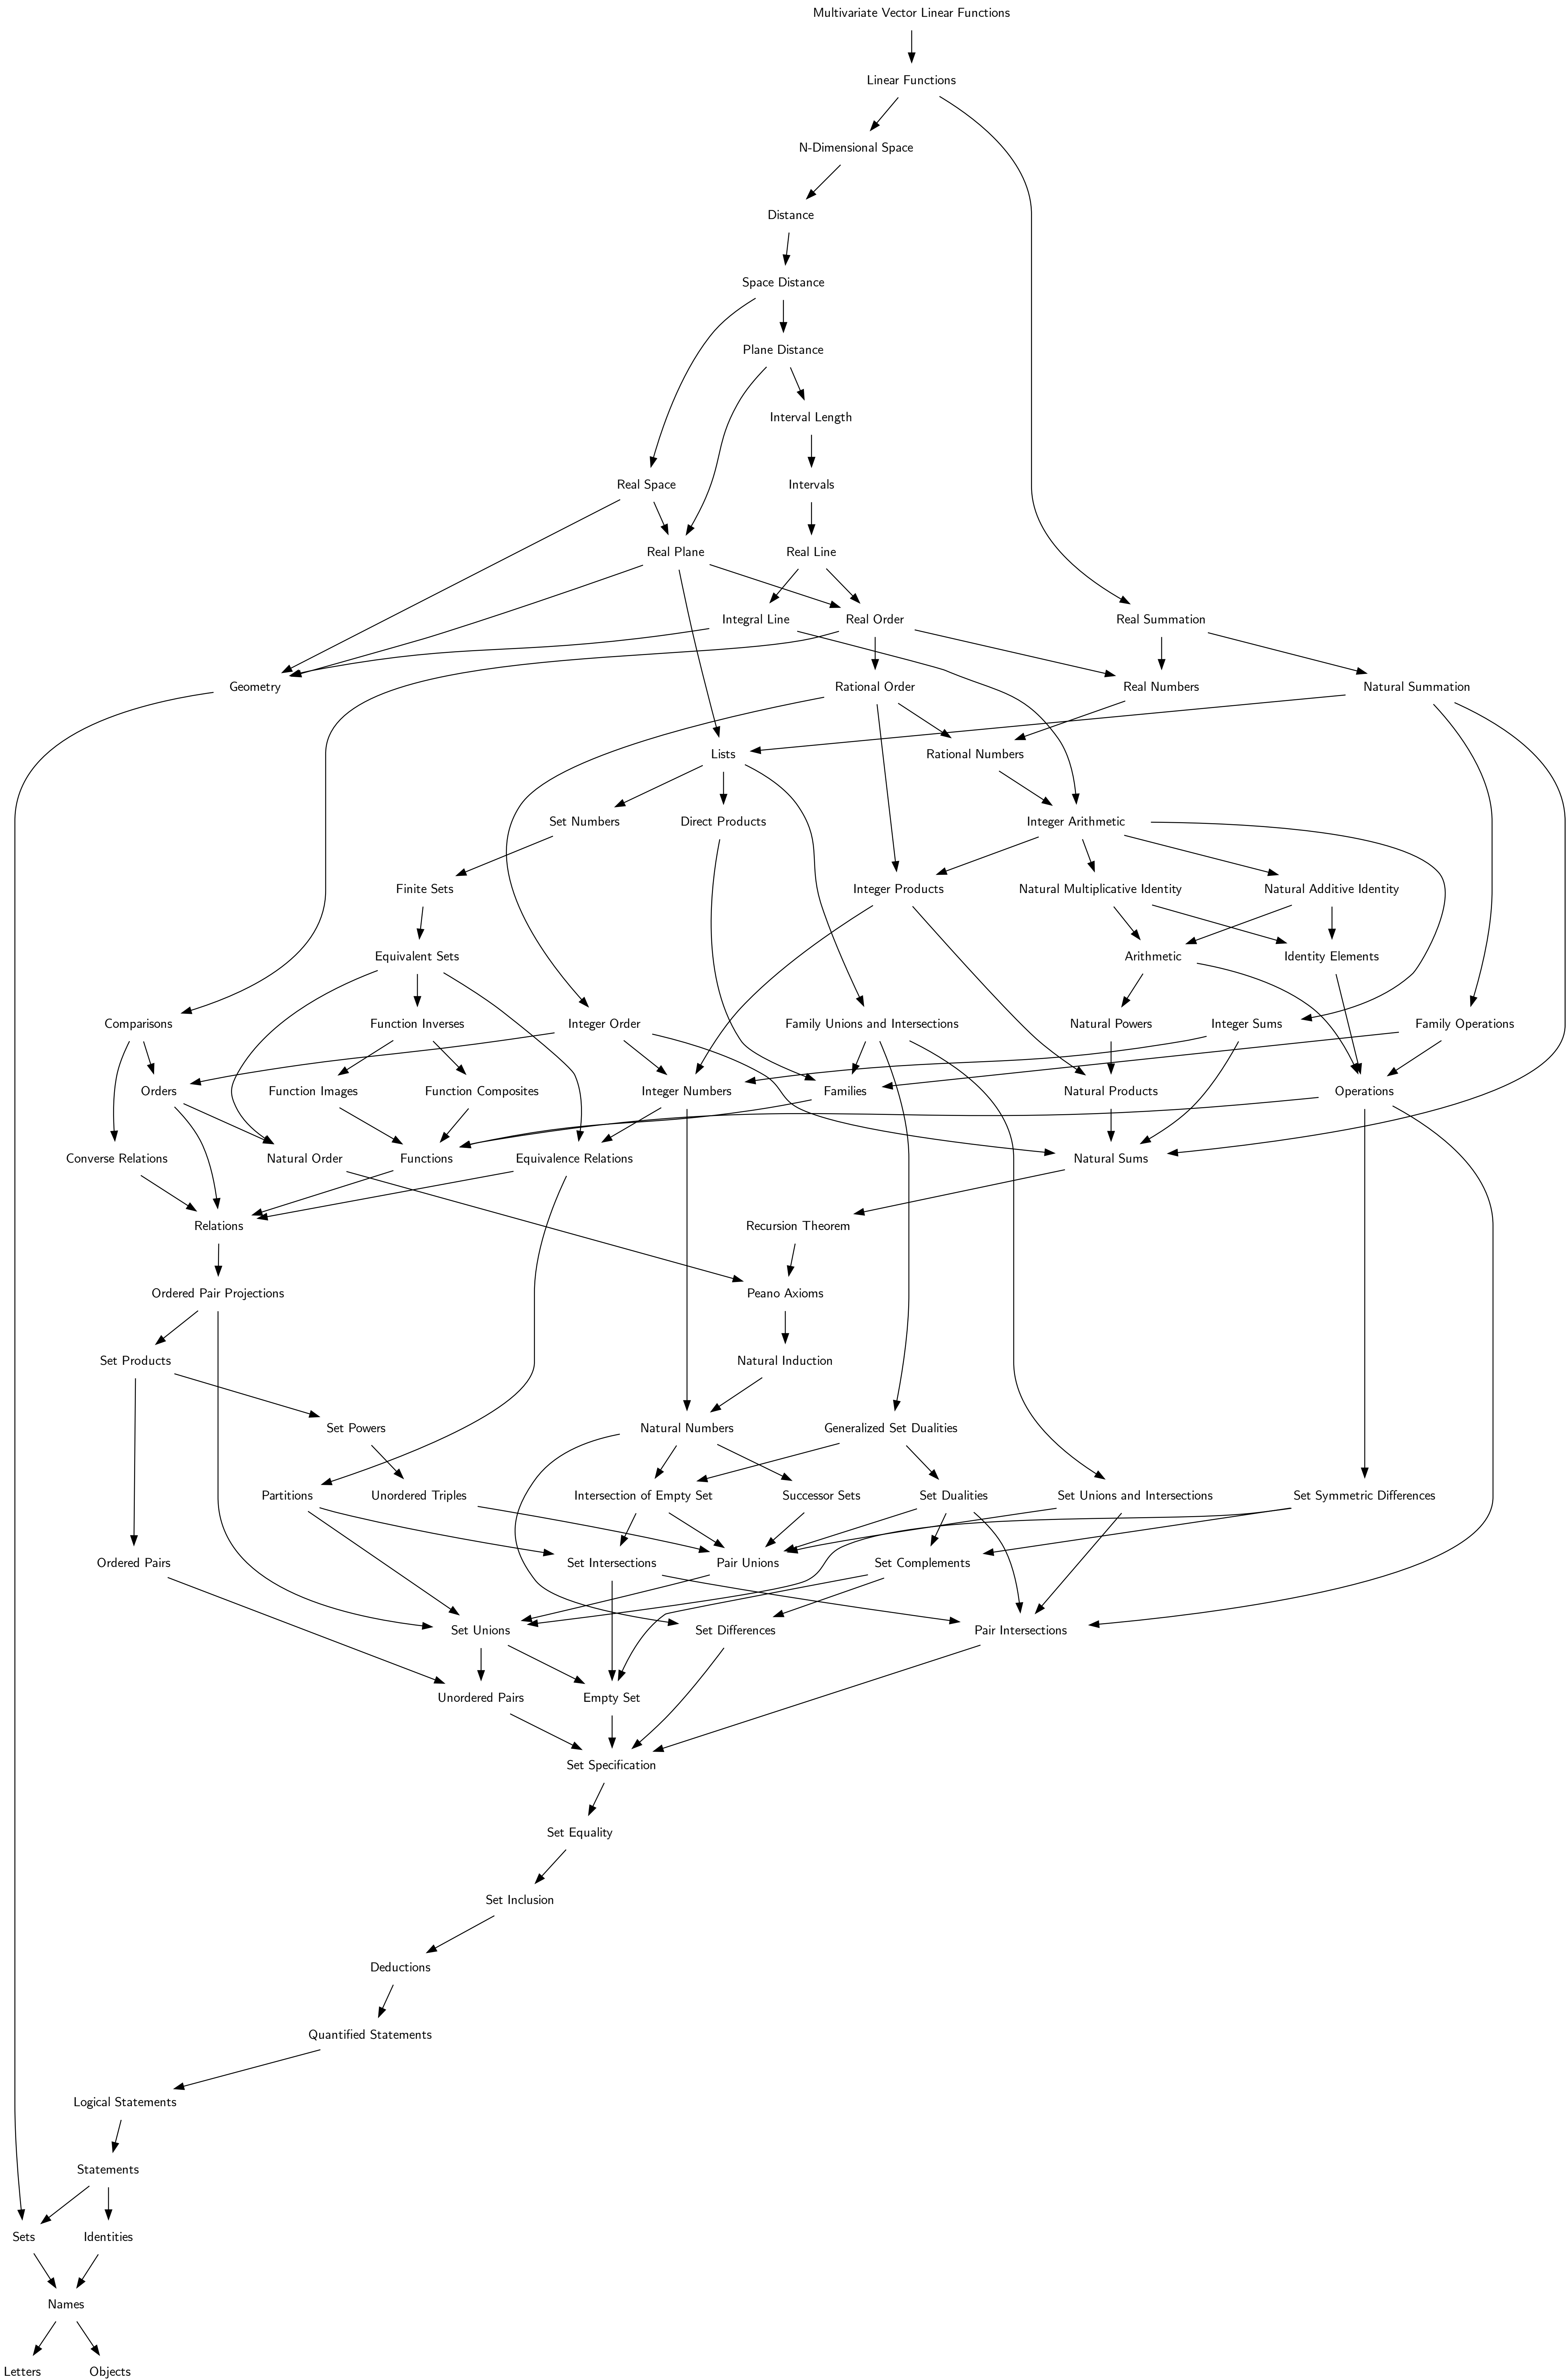 Multivariate Vector Linear Functions
Linear Functions
N-Dimensional Space
Distance
Space Distance
Plane Distance
Interval Length
Real Space
Intervals
Real Plane
Real Line
Integral Line
Real Order
Real Summation
Geometry
Rational Order
Real Numbers
Natural Summation
Lists
Rational Numbers
Set Numbers
Direct Products
Integer Arithmetic
Finite Sets
Integer Products
Natural Multiplicative Identity
Natural Additive Identity
Equivalent Sets
Arithmetic
Identity Elements
Comparisons
Function Inverses
Integer Order
Family Unions and Intersections
Natural Powers
Integer Sums
Family Operations
Orders
Function Images
Function Composites
Integer Numbers
Families
Natural Products
Operations
Converse Relations
Natural Order
Functions
Equivalence Relations
Natural Sums
Relations
Recursion Theorem
Ordered Pair Projections
Peano Axioms
Set Products
Natural Induction
Set Powers
Natural Numbers
Generalized Set Dualities
Partitions
Unordered Triples
Intersection of Empty Set
Successor Sets
Set Dualities
Set Unions and Intersections
Set Symmetric Differences
Ordered Pairs
Set Intersections
Pair Unions
Set Complements
Set Unions
Set Differences
Pair Intersections
Unordered Pairs
Empty Set
Set Specification
Set Equality
Set Inclusion
Deductions
Quantified Statements
Logical Statements
Statements
Sets
Identities
Names
Letters
Objects